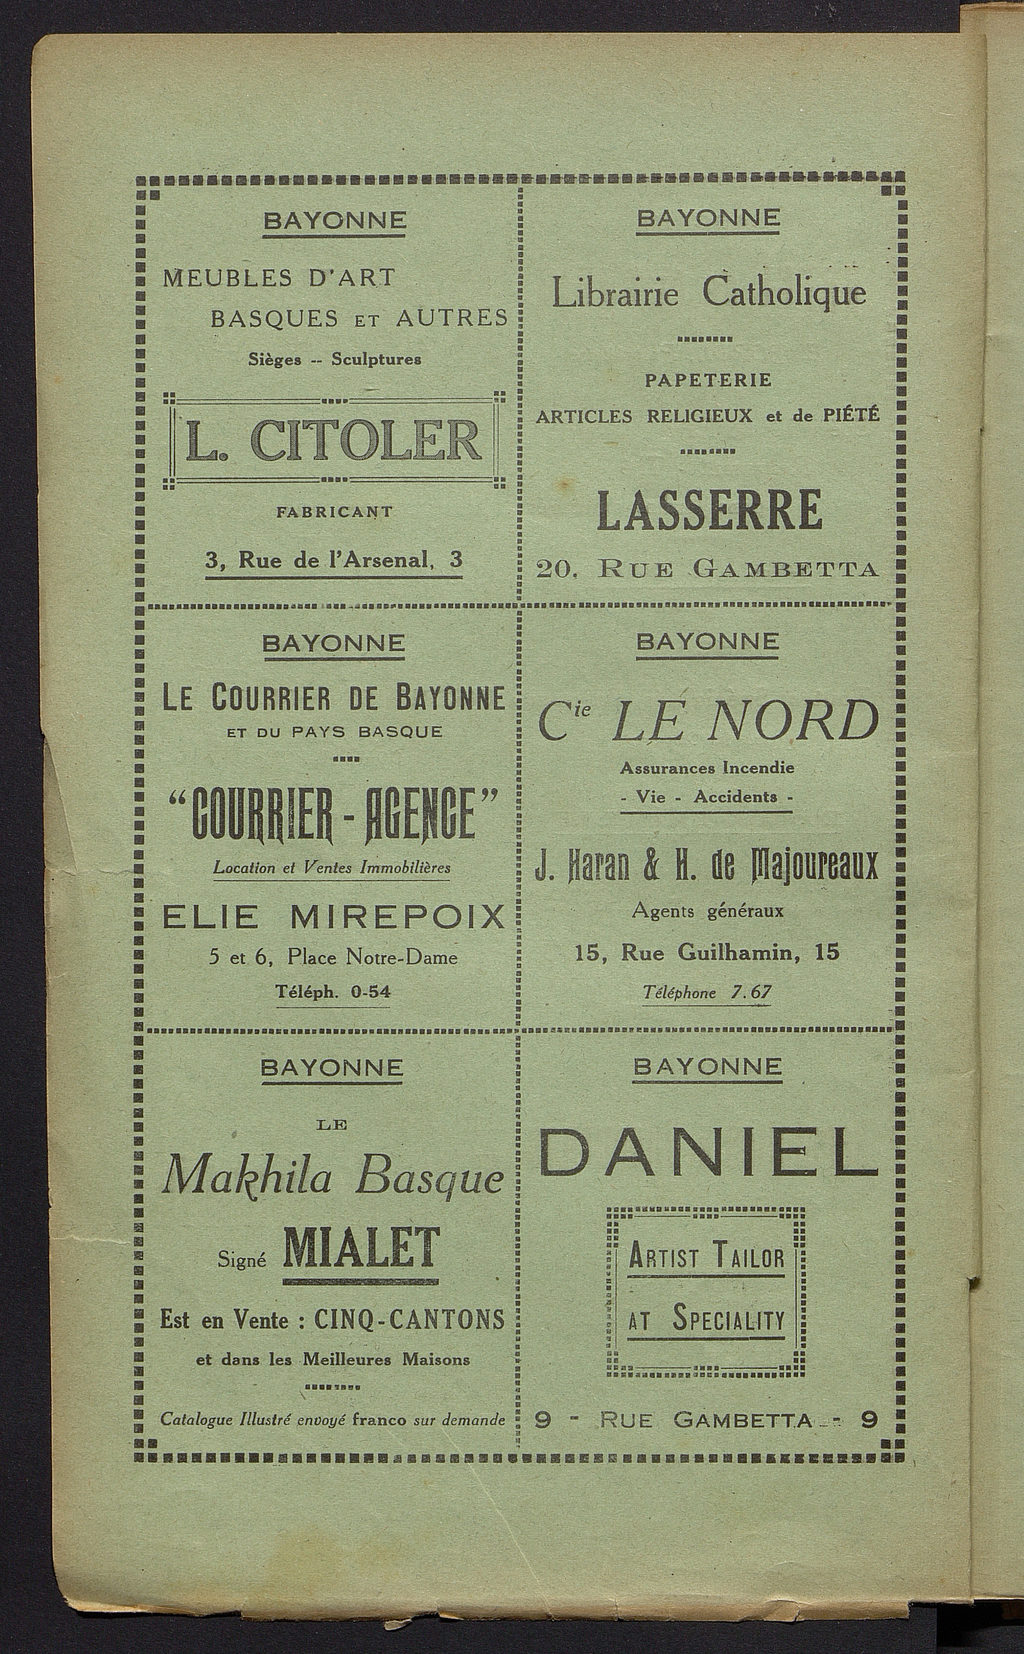 BAYONNE
MEUBLES D'ART
BASQUES ET AUTRES
Sièges -- Sculptures
L. CITOLER
FABRICANT
3, Rue de l'Arsenal, 3
BAYONNE
Librairie Catholique
PAPETERIE
ARTICLES RELIGIEUX et de PIÉTÉ
LASSERRE
20, RUE GAMBETTA
BAYONNE
LE COURRIER DE BAYONNE
ET DU PAYS BASQUE
"COURRIER - AGENCE"
Location et Ventes Immobilières
ELIE MIREPOIX
5 et 6, Place Notre-Dame
Téléph. 0-54
BAYONNE
Cie LE NORD
Assurances Incendie
- Vie - Accidents -
J. Haran & H. de Majoureaux
Agents généraux
15, Rue Guilhamin, 15
Téléphone 7.67
BAYONNE
LE
Makhila Basque
Signé MIALET
Est en Vente : CINQ-CANTONS
et dans les Meilleures Maisons
Catalogue Illustré envoyé franco sur demande
BAYONNE
DANIEL
ARTIST TAILOR
AT SPECIALITY
9 - RUE GAMBETTA - 9